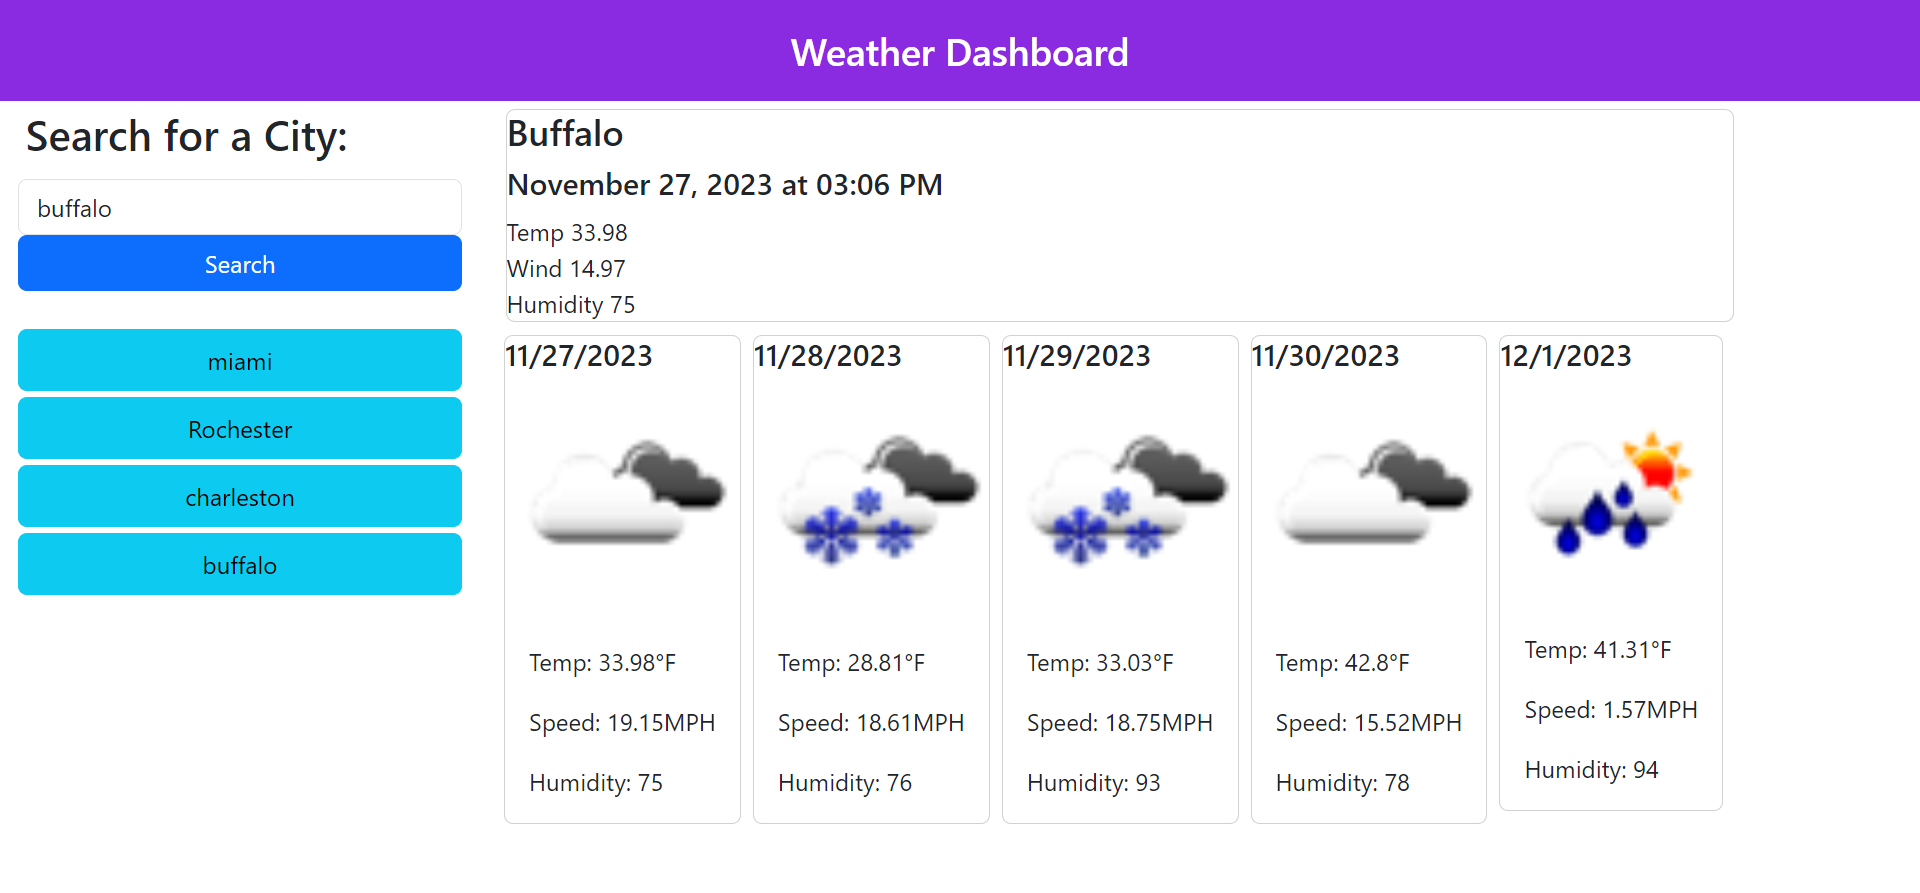 Weather Dashboard
Search for a City:
buffalo
Search
miami
Rochester
charleston
buffalo
Buffalo
November 27, 2023 at 03:06 PM
Temp 33.98
Wind 14.97
Humidity 75
11/27/2023
Temp: 33.98°F
Speed: 19.15MPH
Humidity: 75
11/28/2023
Temp: 28.81°F
Speed: 18.61MPH
Humidity: 76
11/29/2023
Temp: 33.03°F
Speed: 18.75MPH
Humidity: 93
11/30/2023
Temp: 42.8°F
Speed: 15.52MPH
Humidity: 78
12/1/2023
Temp: 41.31°F
Speed: 1.57MPH
Humidity: 94